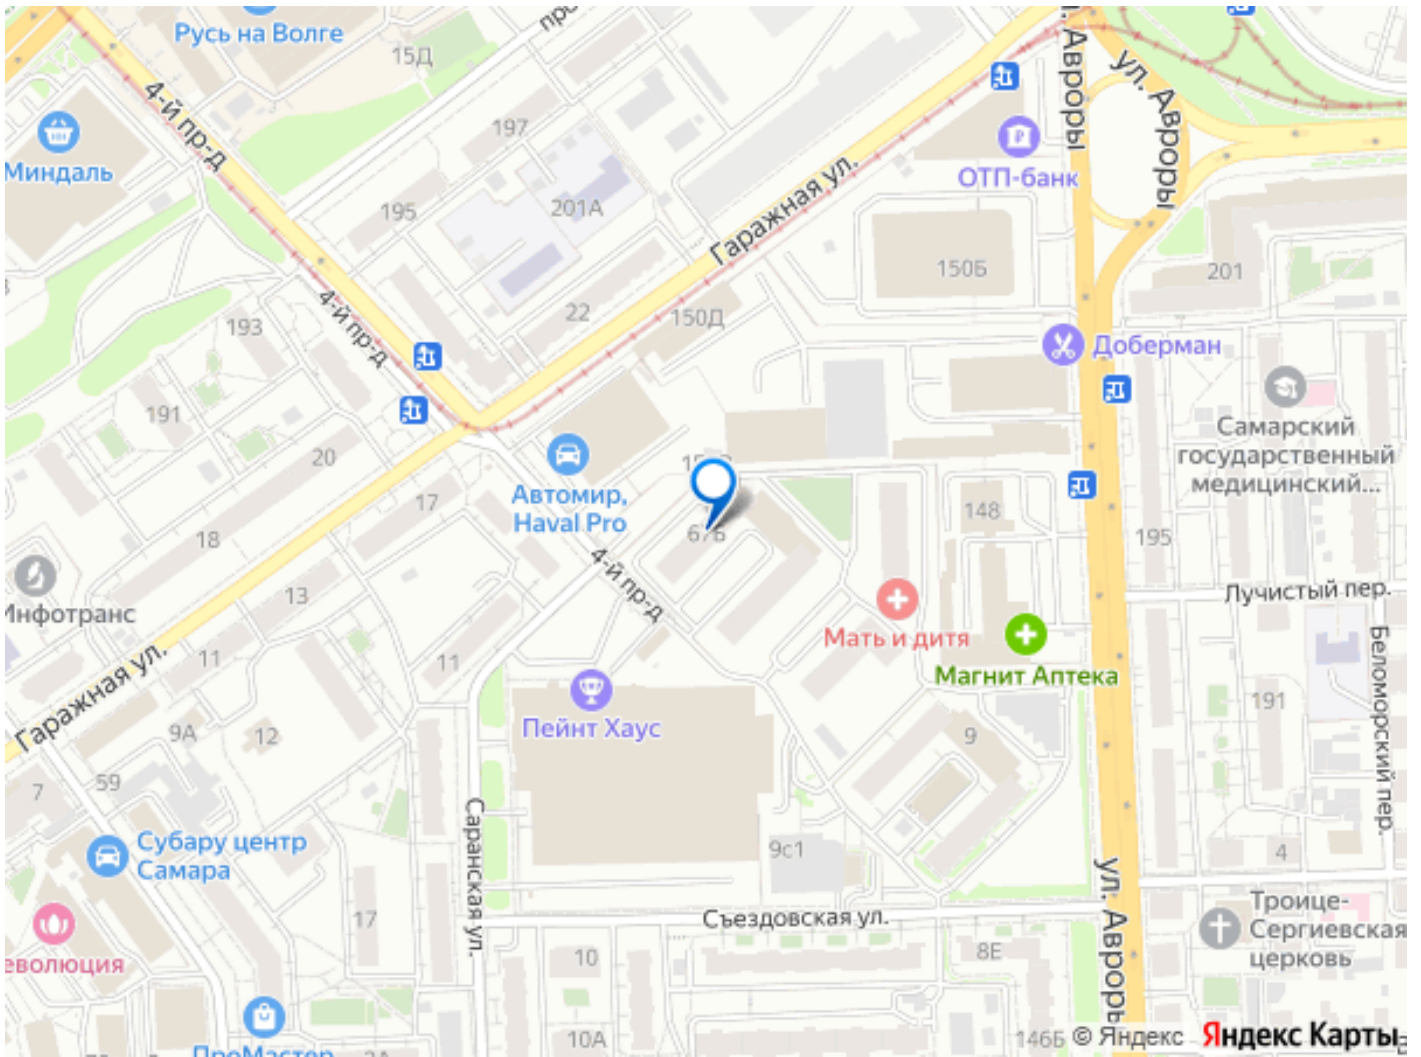 Русь на Волге
15Д
4-й пр-д
197
ул. Авроры
Авроры
Миндаль
ОТП-банк
195
201А
Гаражная ул.
150Б
201
4-й пр-д
193
22
150Д
Доберман
191
Самарский
государственный
медицинский...
20
17
Автомир,
Haval Pro
67Б
148
195
18
4-й пр-д
Инфотранс
13
Мать и дитя
Лучистый пер.
Беломорский пер.
11
11
Магнит Аптека
Гаражная ул.
Пейнт Хаус
9А
12
191
9
7
59
Субару центр
Самара
Саранская ул.
9с1
4
ул. Авроры
17
Съездовская ул.
Троице-
Сергиевская
церковь
еволюция
10
8Е
ПроМастер
10А
146Б
© Яндекс
Яндекс Карты